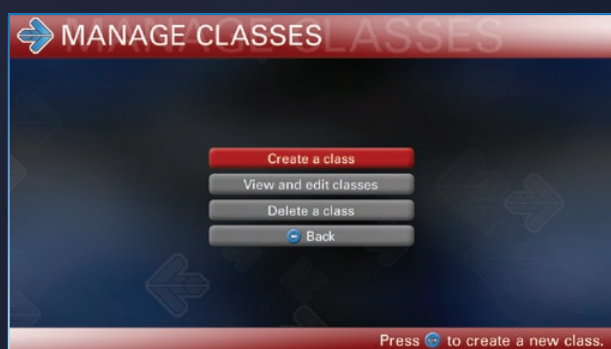 MANAGE CLASSES
Create a class
View and edit classes
Delete a class
Back
Press to create a new class.